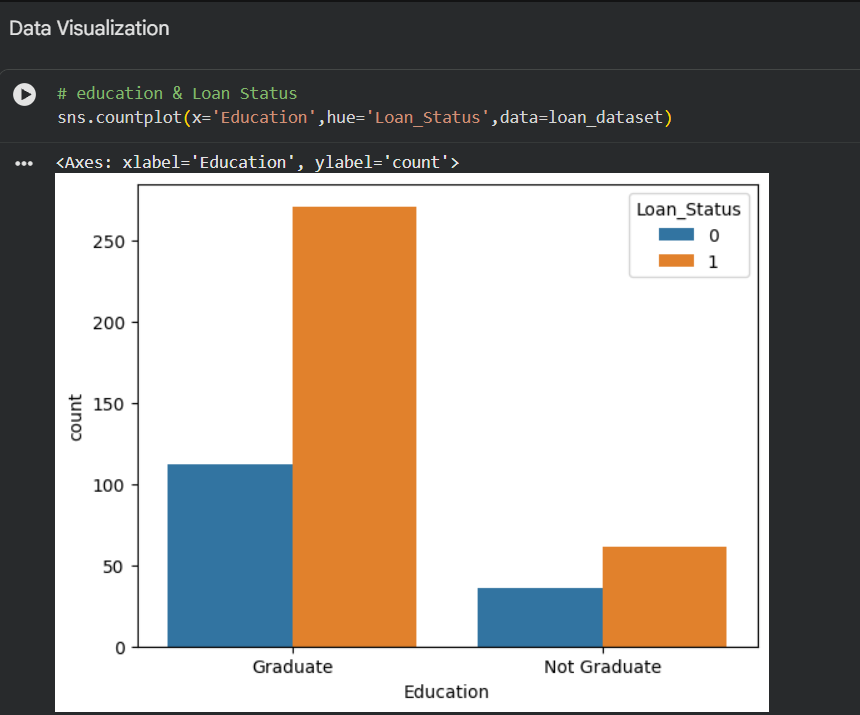 Data Visualization
# education & Loan Status
sns.countplot(x='Education',hue='Loan_Status',data=loan_dataset)
<Axes: xlabel='Education', ylabel='count'>
Loan_Status
0
1
250
200
150
100
50
0
count
Graduate
Not Graduate
Education